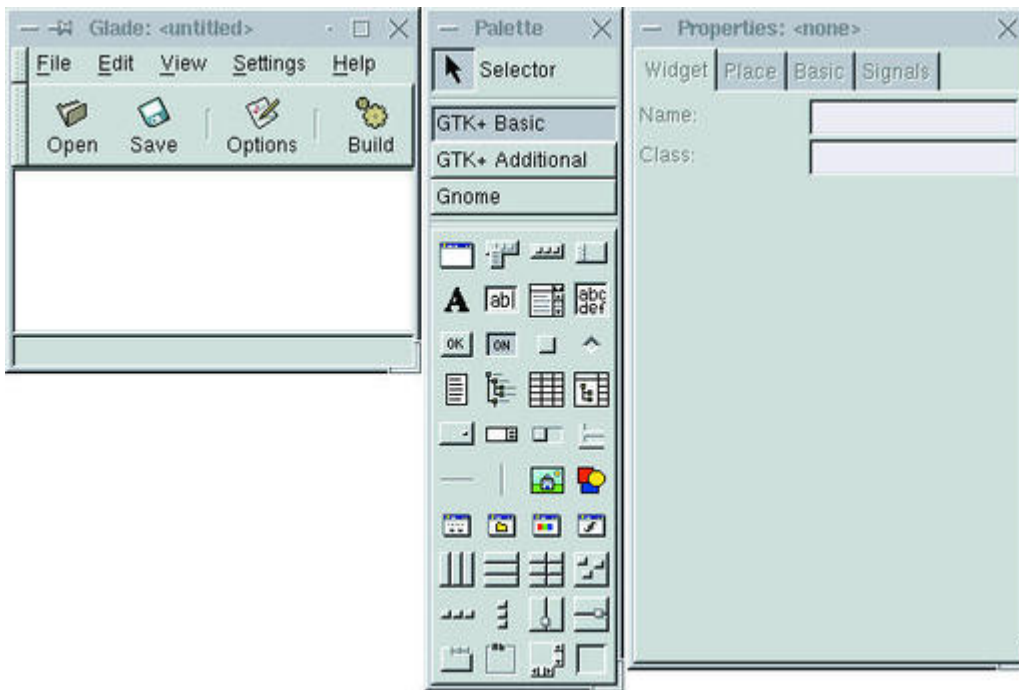 Glade: <untitled>
File Edit View Settings Help
Open Save Options Build
Palette
Selector
GTK+ Basic
GTK+ Additional
Gnome
abl
abc
def
OK
ON
Properties: <none>
Widget Place Basic Signals
Name:
Class: